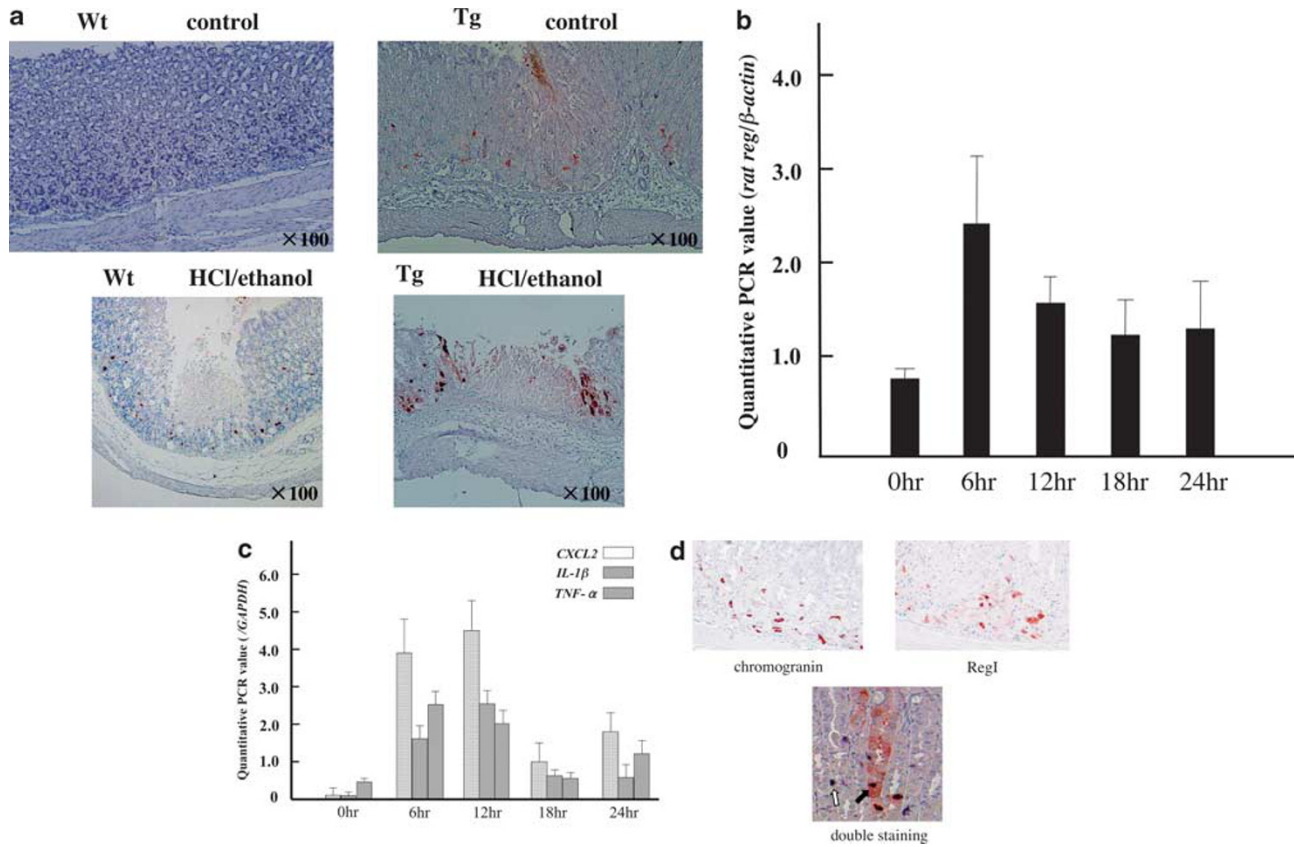 a
Wt control
×100
Tg control
×100
Wt HCl/ethanol
×100
Tg HCl/ethanol
×100
b
Quantitative PCR value (rat reg/β-actin)
4.0
3.0
2.0
1.0
0
0hr 6hr 12hr 18hr 24hr
c
Quantitative PCR value (/GAPDH)
CXCL2
IL-1β
TNF-α
6.0
5.0
4.0
3.0
2.0
1.0
0
0hr 6hr 12hr 18hr 24hr
d
chromogranin
RegI
double staining